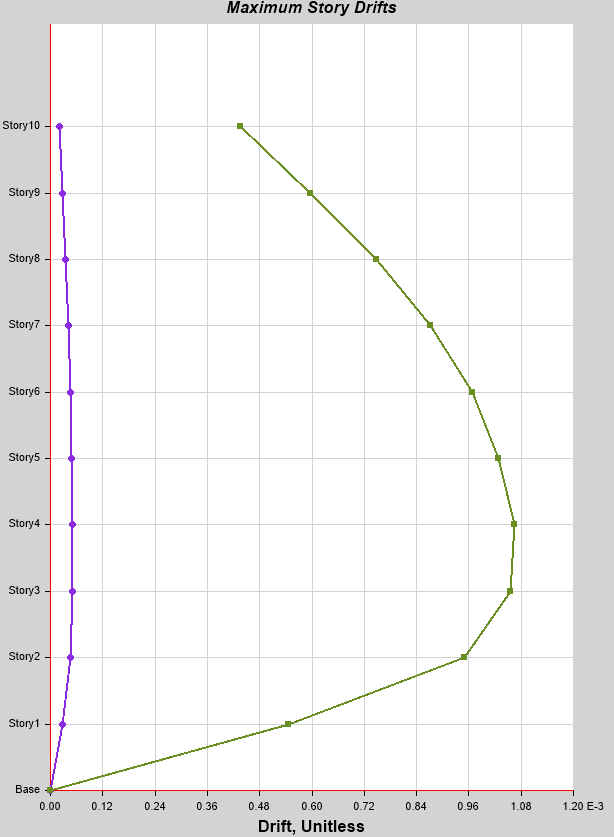 Maximum Story Drifts
Story10
Story9
Story8
Story7
Story6
Story5
Story4
Story3
Story2
Story1
Base
0.00 0.12 0.24 0.36 0.48 0.60 0.72 0.84 0.96 1.08 1.20 E-3
Drift, Unitless